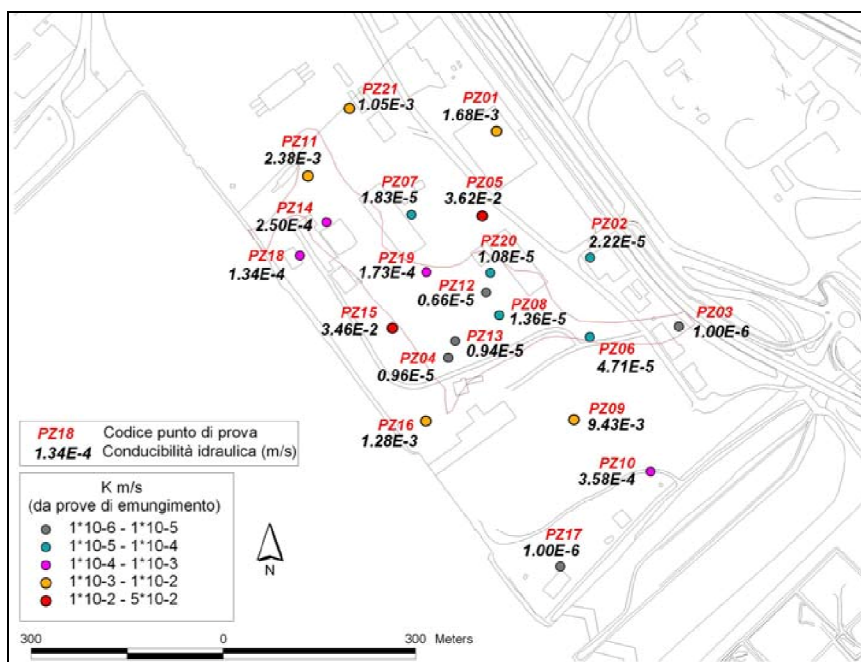 PZ21
1.05E-3
PZ01
1.68E-3
PZ11
2.38E-3
PZ07
1.83E-5
PZ05
3.62E-2
PZ14
2.50E-4
PZ02
2.22E-5
PZ18
1.34E-4
PZ19
1.73E-4
PZ20
1.08E-5
PZ12
0.66E-5
PZ08
1.36E-5
PZ03
1.00E-6
PZ15
3.46E-2
PZ13
0.94E-5
PZ04
0.96E-5
PZ06
4.71E-5
PZ16
1.28E-3
PZ09
9.43E-3
PZ10
3.58E-4
PZ17
1.00E-6
PZ18 Codice punto di prova
1.34E-4 Conducibilità idraulica (m/s)
K m/s
(da prove di emungimento)
1*10-6 - 1*10-5
1*10-5 - 1*10-4
1*10-4 - 1*10-3
1*10-3 - 1*10-2
1*10-2 - 5*10-2
N
300 0 300 Meters